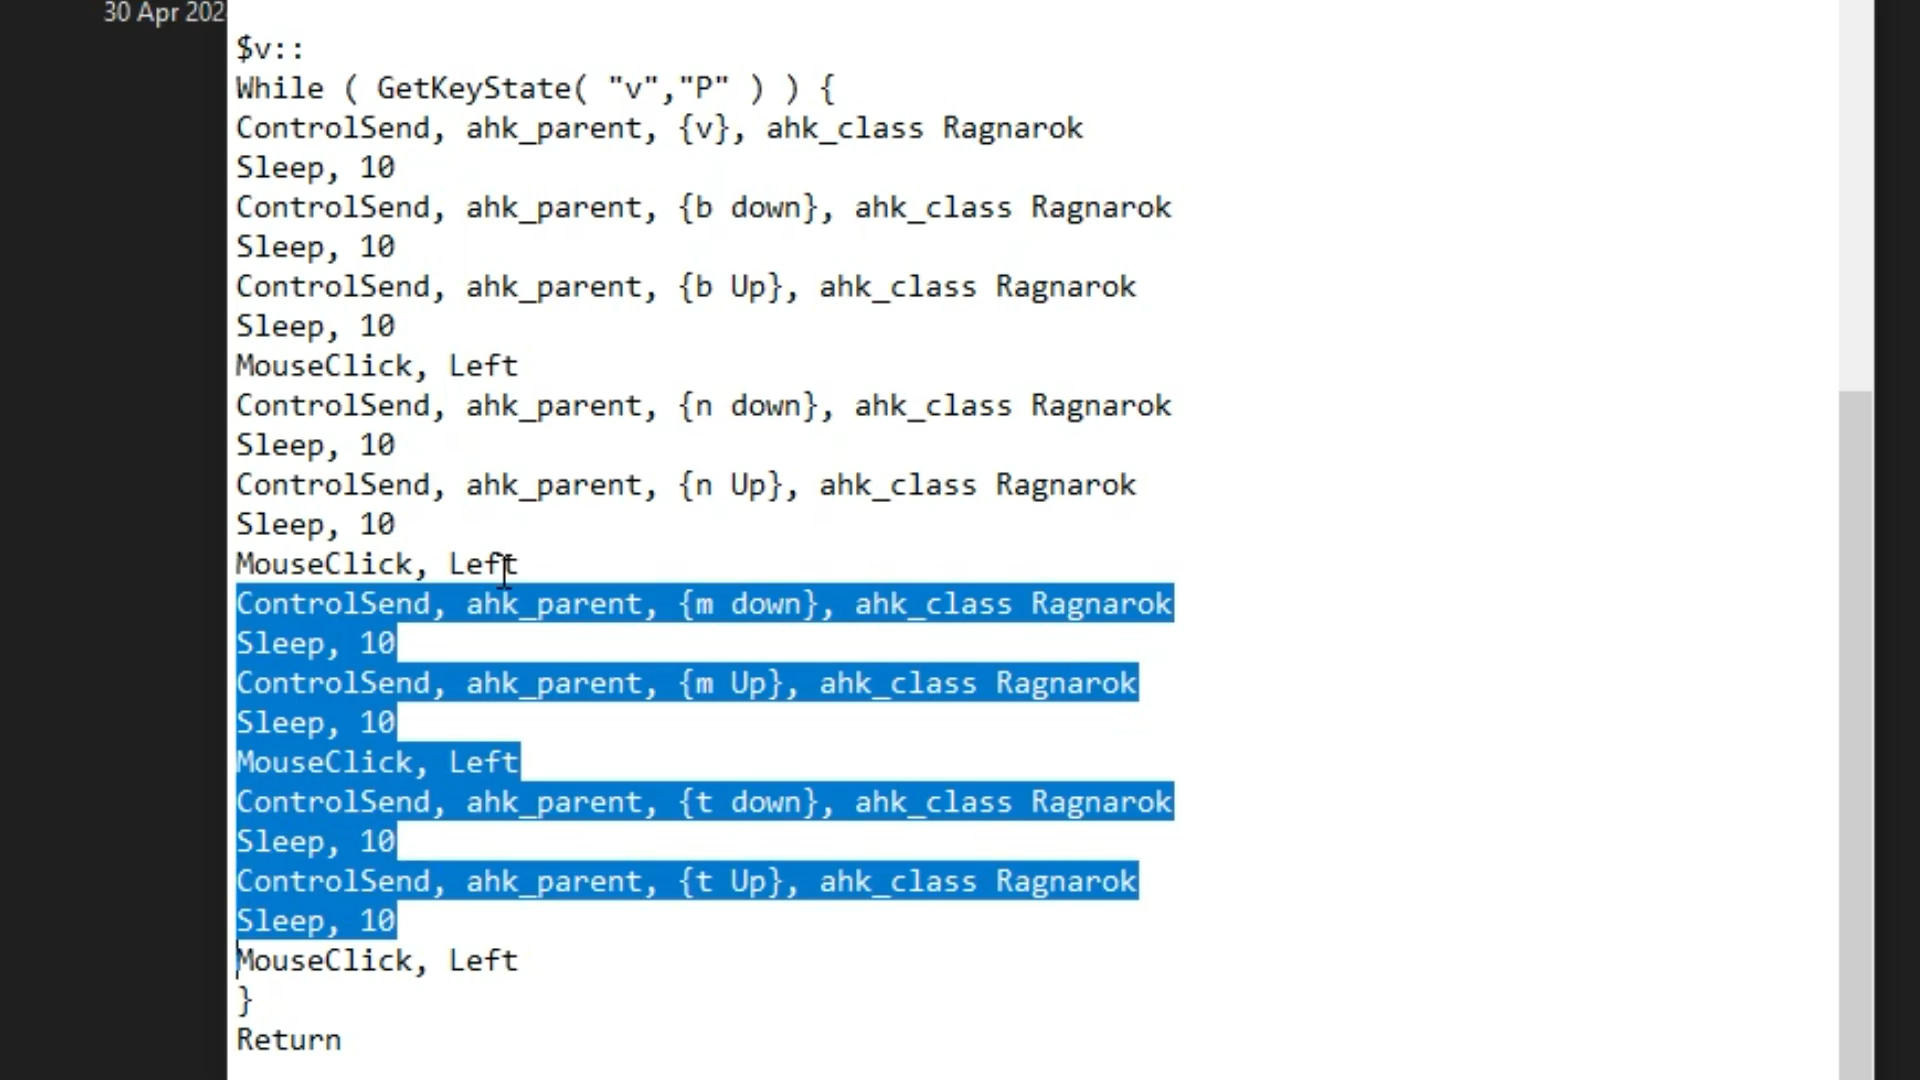 30 Apr 202
$v::
While ( GetKeyState( "v","P" ) ) {
ControlSend, ahk_parent, {v}, ahk_class Ragnarok
Sleep, 10
ControlSend, ahk_parent, {b down}, ahk_class Ragnarok
Sleep, 10
ControlSend, ahk_parent, {b Up}, ahk_class Ragnarok
Sleep, 10
MouseClick, Left
ControlSend, ahk_parent, {n down}, ahk_class Ragnarok
Sleep, 10
ControlSend, ahk_parent, {n Up}, ahk_class Ragnarok
Sleep, 10
MouseClick, Left
ControlSend, ahk_parent, {m down}, ahk_class Ragnarok
Sleep, 10
ControlSend, ahk_parent, {m Up}, ahk_class Ragnarok
Sleep, 10
MouseClick, Left
ControlSend, ahk_parent, {t down}, ahk_class Ragnarok
Sleep, 10
ControlSend, ahk_parent, {t Up}, ahk_class Ragnarok
Sleep, 10
MouseClick, Left
}
Return